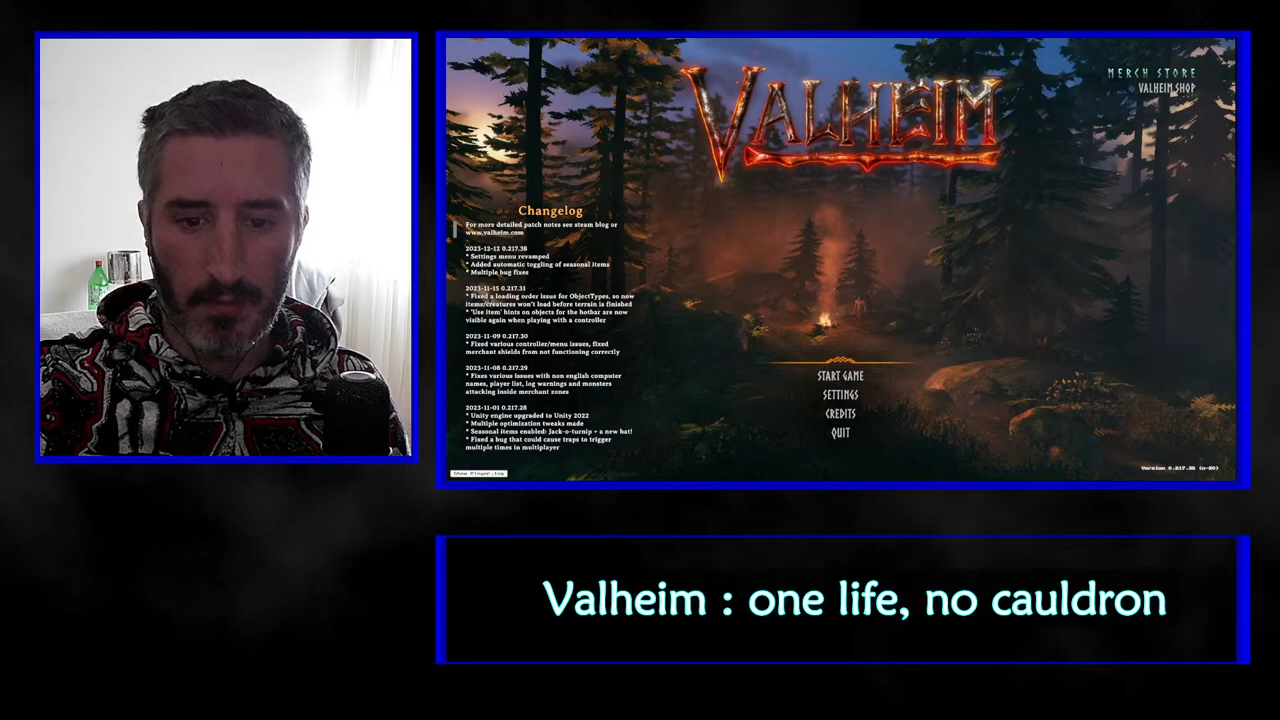 VALHEIM
MERCH STORE
VALHEIM SHOP
Changelog
For more detailed patch notes see steam blog or
www.valheim.com
2023-12-12 0.217.38
* Settings menu revamped
* Added automatic toggling of seasonal items
* Multiple bug fixes
2023-11-15 0.217.31
* Fixed a loading order issue for ObjectTypes, so now
items/creatures won't load before terrain is finished
* 'Use item' hints on objects for the hotbar are now
visible again when playing with a controller
2023-11-09 0.217.30
* Fixed various controller/menu issues, fixed
merchant shields from not functioning correctly
2023-11-08 0.217.29
* Fixes various issues with non english computer
names, player list, log warnings and monsters
attacking inside merchant zones
2023-11-01 0.217.28
* Unity engine upgraded to Unity 2022
* Multiple optimization tweaks made
* Seasonal items enabled: Jack-o-turnip + a new hat!
* Fixed a bug that could cause traps to trigger
multiple times in multiplayer
START GAME
SETTINGS
CREDITS
QUIT
Show Player.log
Version 0.217.38
Valheim : one life, no cauldron